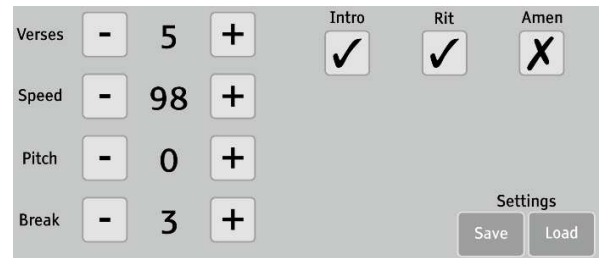 Intro Rit Amen
Verses - 5 + ✓ ✓ ✗
Speed - 98 +
Pitch - 0 +
Settings
Break - 3 + Save Load